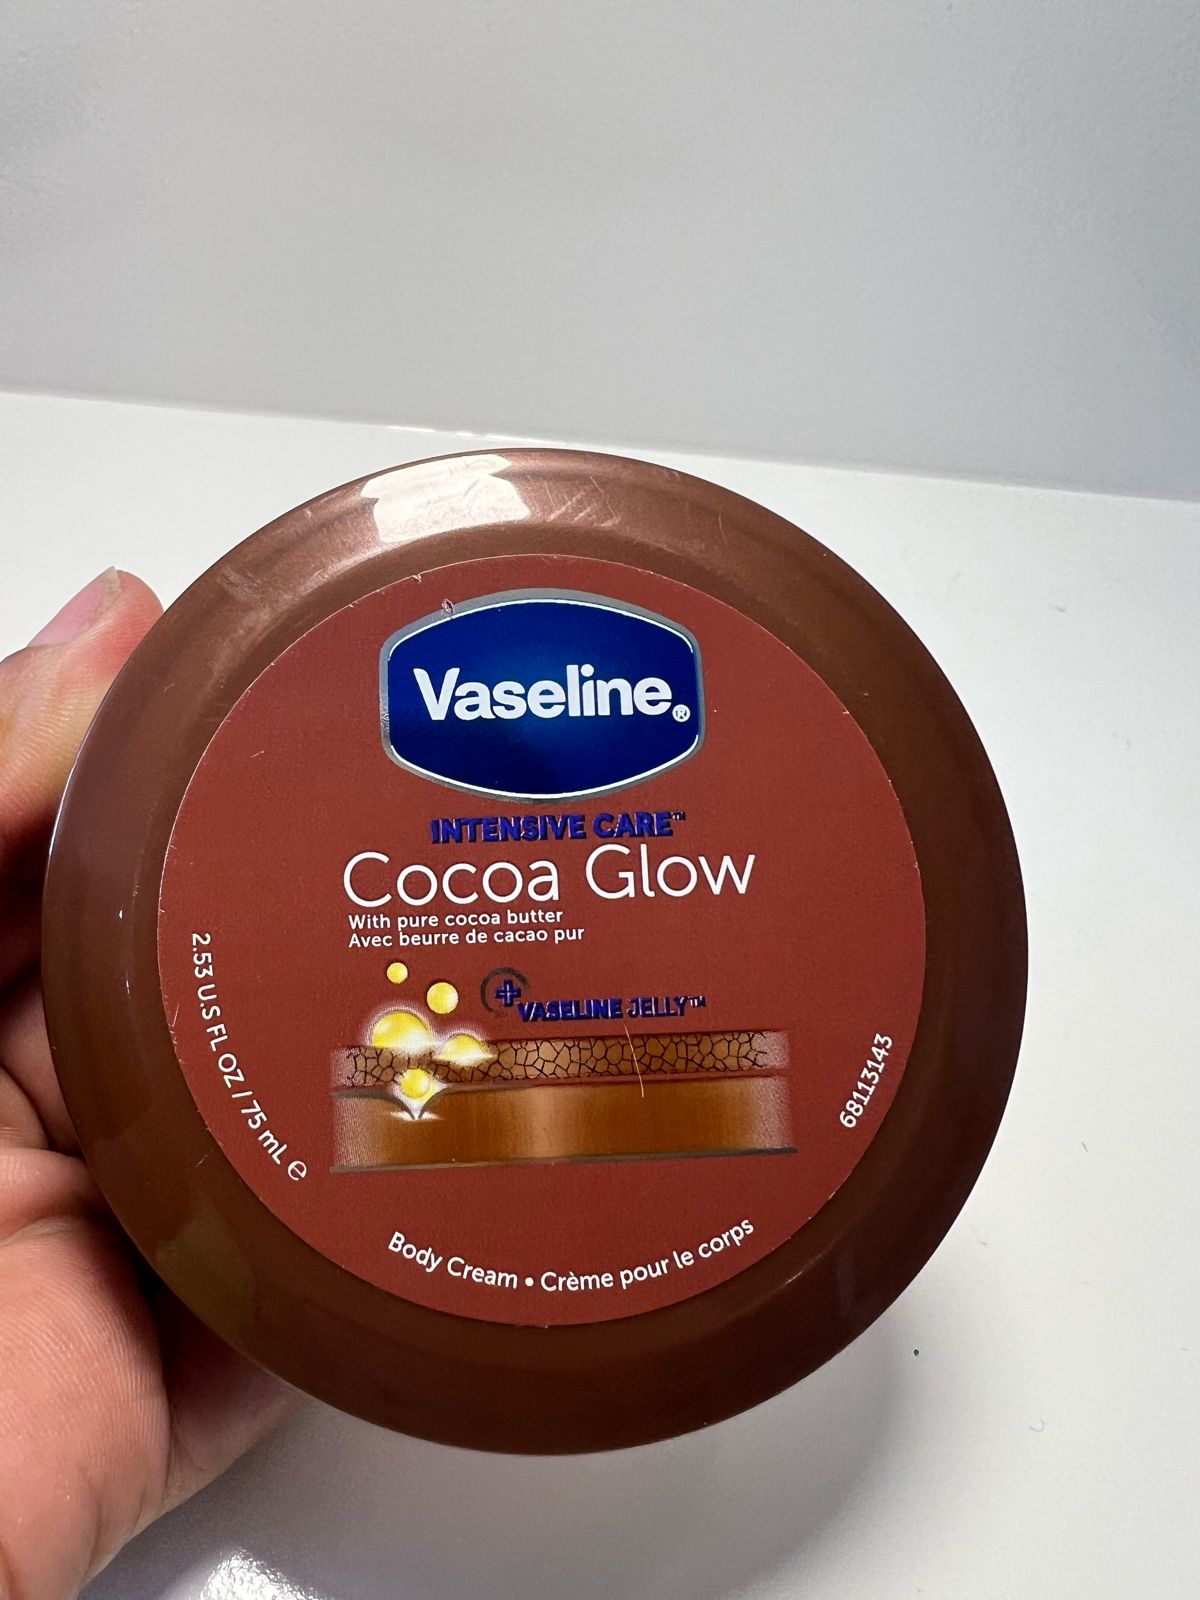 Vaseline®
INTENSIVE CARE™
Cocoa Glow
With pure cocoa butter
Avec beurre de cacao pur
VASELINE JELLY™
2.53 U.S FL OZ / 75 mL ℮
68113143
Body Cream • Crème pour le corps